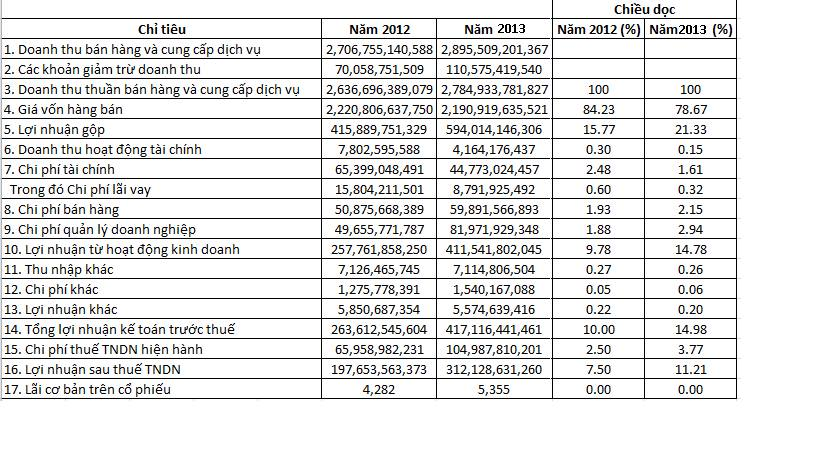 Chiều dọc
Chỉ tiêu Năm 2012 Năm 2013 Năm 2012 (%) Năm2013 (%)
1. Doanh thu bán hàng và cung cấp dịch vụ 2,706,755,140,588 2,895,509,201,367
2. Các khoản giảm trừ doanh thu 70,058,751,509 110,575,419,540
3. Doanh thu thuần bán hàng và cung cấp dịch vụ 2,636,696,389,079 2,784,933,781,827 100 100
4. Giá vốn hàng bán 2,220,806,637,750 2,190,919,635,521 84.23 78.67
5. Lợi nhuận gộp 415,889,751,329 594,014,146,306 15.77 21.33
6. Doanh thu hoạt động tài chính 7,802,595,588 4,164,176,437 0.30 0.15
7. Chi phí tài chính 65,399,048,491 44,773,024,457 2.48 1.61
Trong đó Chi phí lãi vay 15,804,211,501 8,791,925,492 0.60 0.32
8. Chi phí bán hàng 50,875,668,389 59,891,566,893 1.93 2.15
9. Chi phí quản lý doanh nghiệp 49,655,771,787 81,971,929,348 1.88 2.94
10. Lợi nhuận từ hoạt động kinh doanh 257,761,858,250 411,541,802,045 9.78 14.78
11. Thu nhập khác 7,126,465,745 7,114,806,504 0.27 0.26
12. Chi phí khác 1,275,778,391 1,540,167,088 0.05 0.06
13. Lợi nhuận khác 5,850,687,354 5,574,639,416 0.22 0.20
14. Tổng lợi nhuận kế toán trước thuế 263,612,545,604 417,116,441,461 10.00 14.98
15. Chi phí thuế TNDN hiện hành 65,958,982,231 104,987,810,201 2.50 3.77
16. Lợi nhuận sau thuế TNDN 197,653,563,373 312,128,631,260 7.50 11.21
17. Lãi cơ bản trên cổ phiếu 4,282 5,355 0.00 0.00